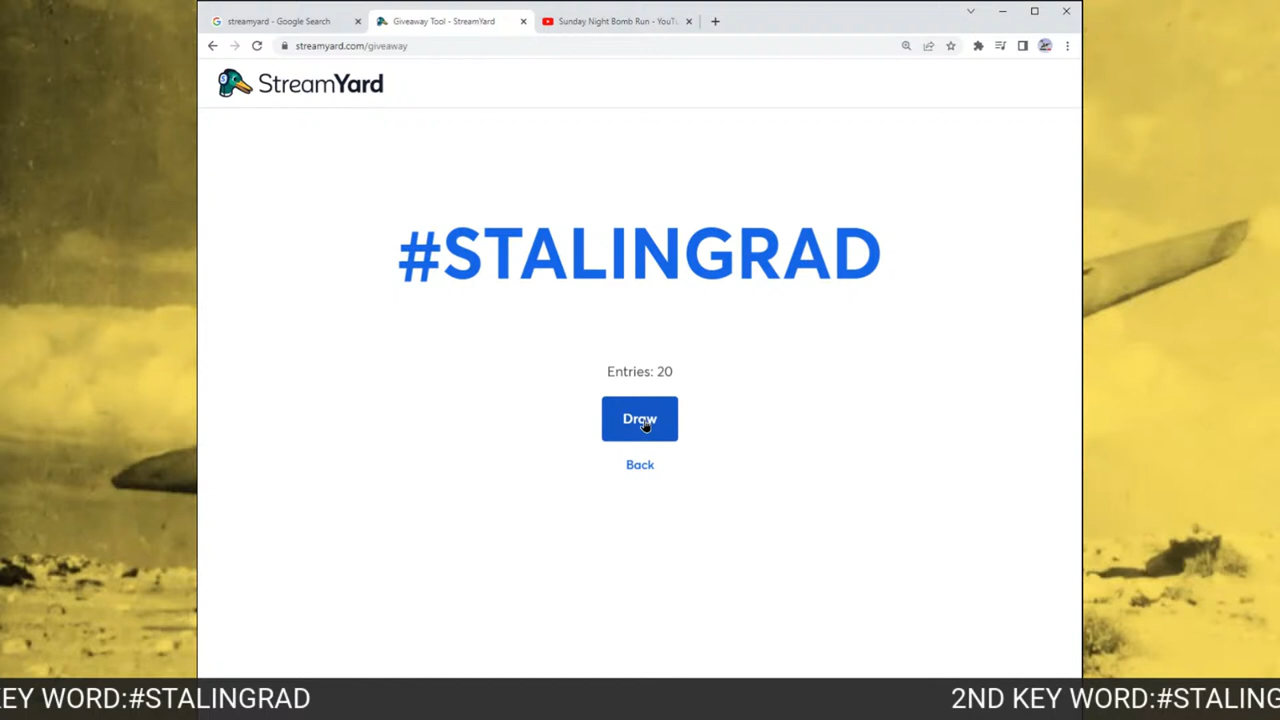 streamyard - Google Search
Giveaway Tool - StreamYard
Sunday Night Bomb Run - YouTu
streamyard.com/giveaway
StreamYard
#STALINGRAD
Entries: 20
Draw
Back
EY WORD:#STALINGRAD
2ND KEY WORD:#STALING